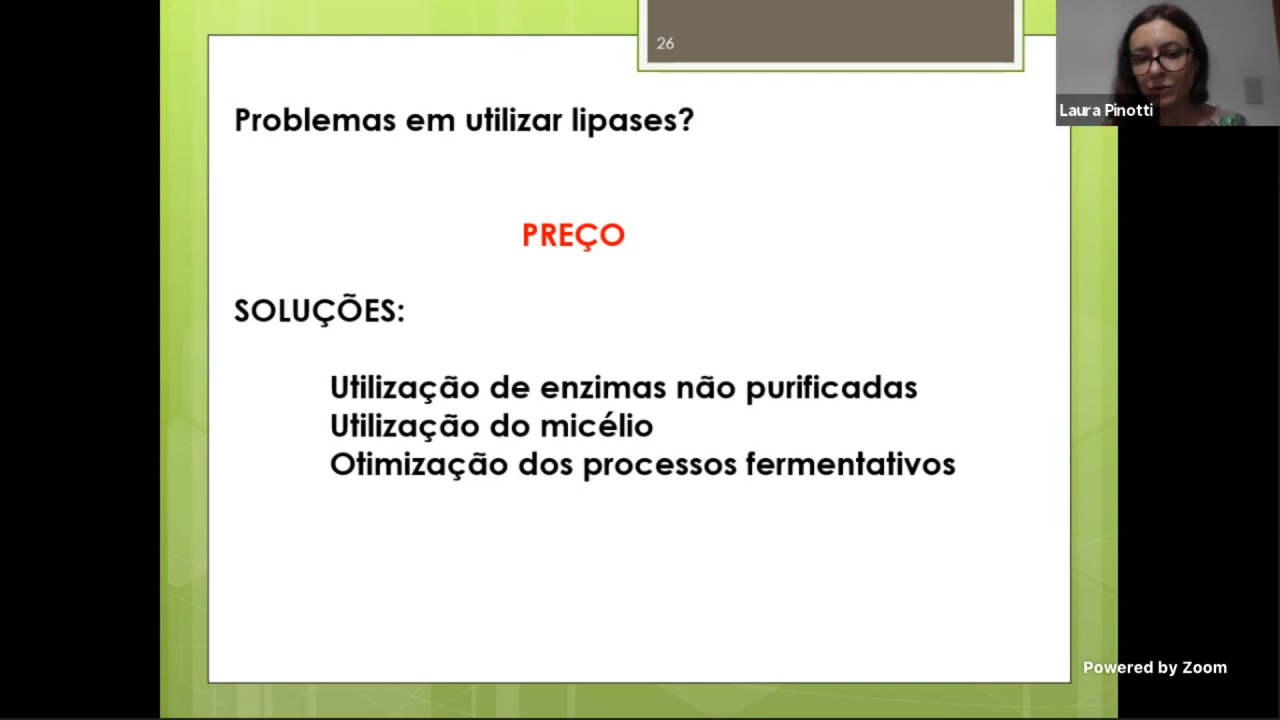 26
Laura Pinotti
Problemas em utilizar lipases?
PREÇO
SOLUÇÕES:
Utilização de enzimas não purificadas
Utilização do micélio
Otimização dos processos fermentativos
Powered by Zoom